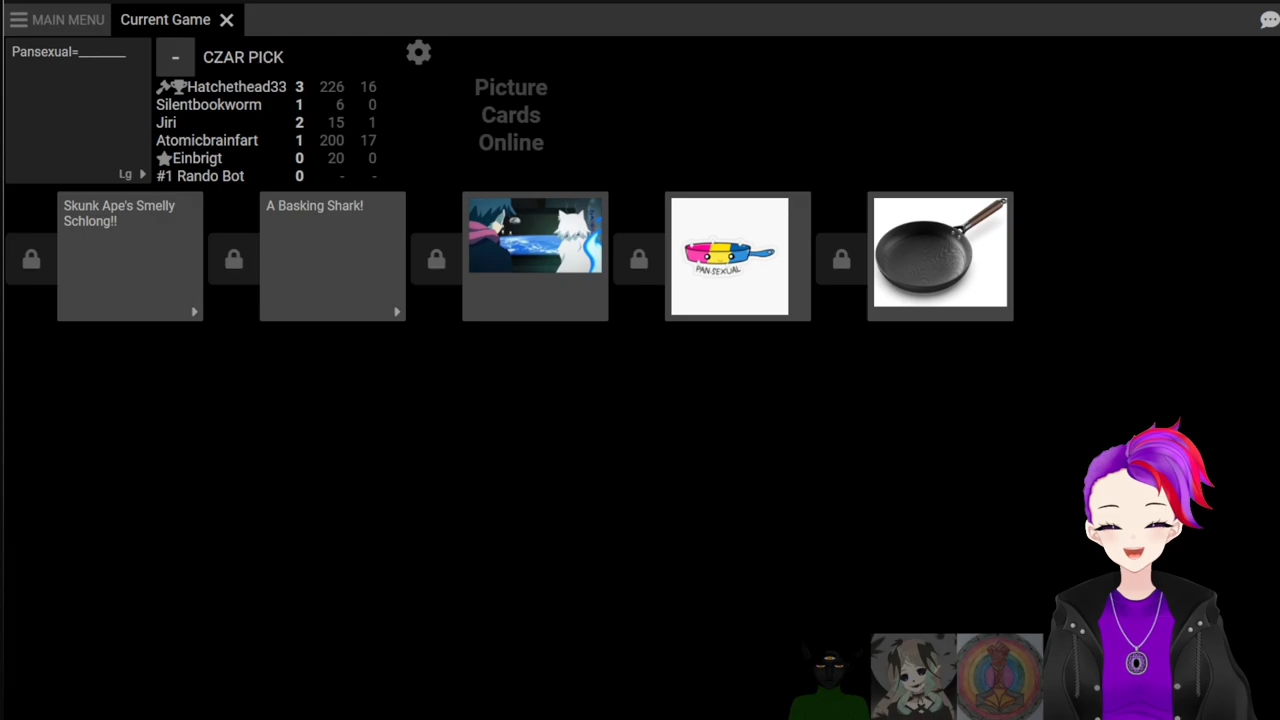 MAIN MENU
Current Game
Pansexual=_______
- CZAR PICK
Hatchethead33 3 226 16
Silentbookworm 1 6 0
Jiri 2 15 1
Atomicbrainfart 1 200 17
Einbrigt 0 20 0
#1 Rando Bot 0 - -
Lg
Picture
Cards
Online
Skunk Ape's Smelly
Schlong!!
A Basking Shark!
PAN-SEXUAL